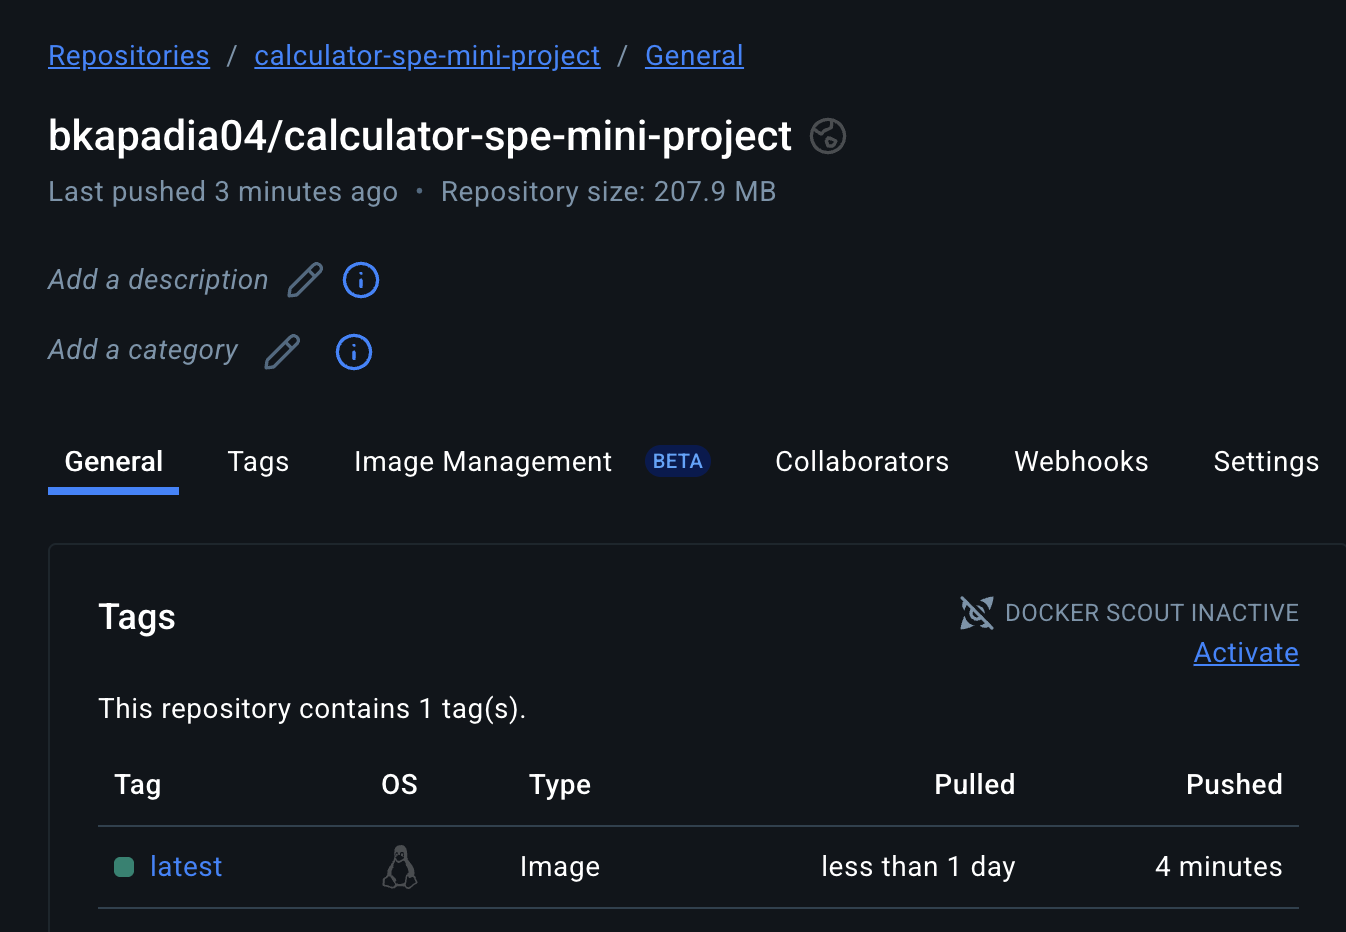 Repositories / calculator-spe-mini-project / General
bkapadia04/calculator-spe-mini-project
Last pushed 3 minutes ago • Repository size: 207.9 MB
Add a description
Add a category
General Tags Image Management BETA Collaborators Webhooks Settings
Tags
DOCKER SCOUT INACTIVE
Activate
This repository contains 1 tag(s).
Tag OS Type Pulled Pushed
latest Image less than 1 day 4 minutes